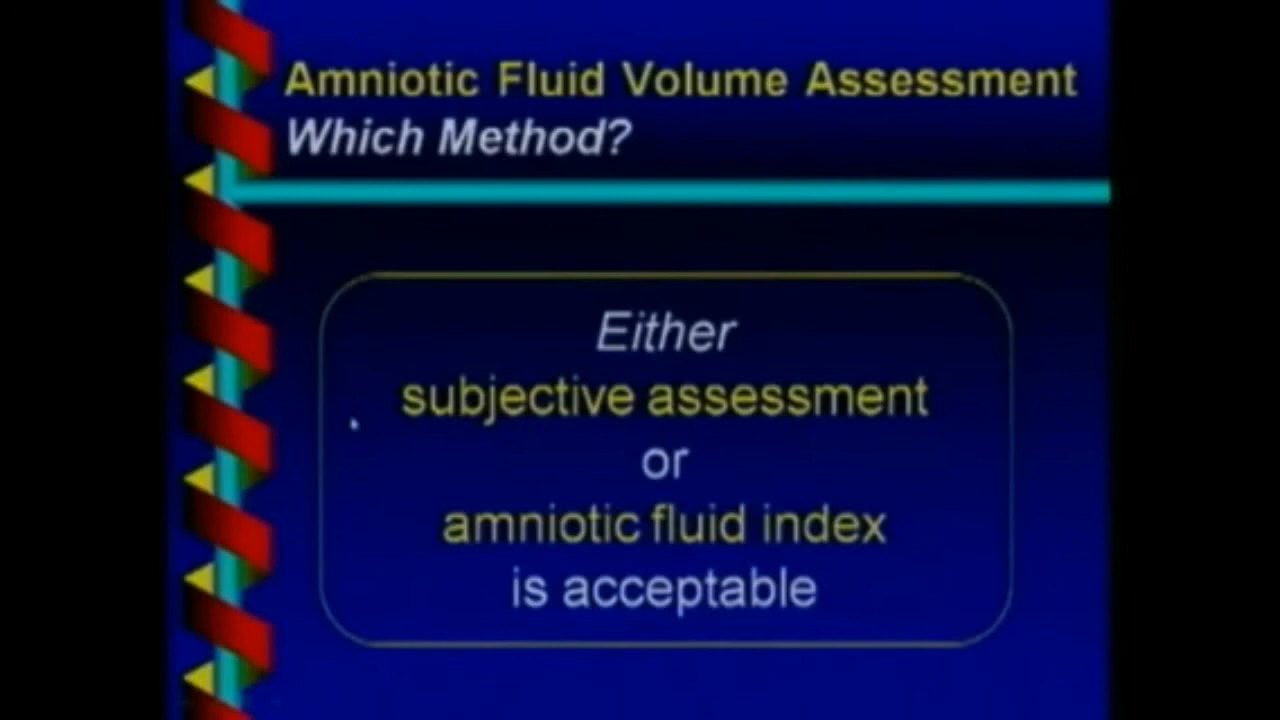 Amniotic Fluid Volume Assessment
Which Method?
Either
subjective assessment
or
amniotic fluid index
is acceptable